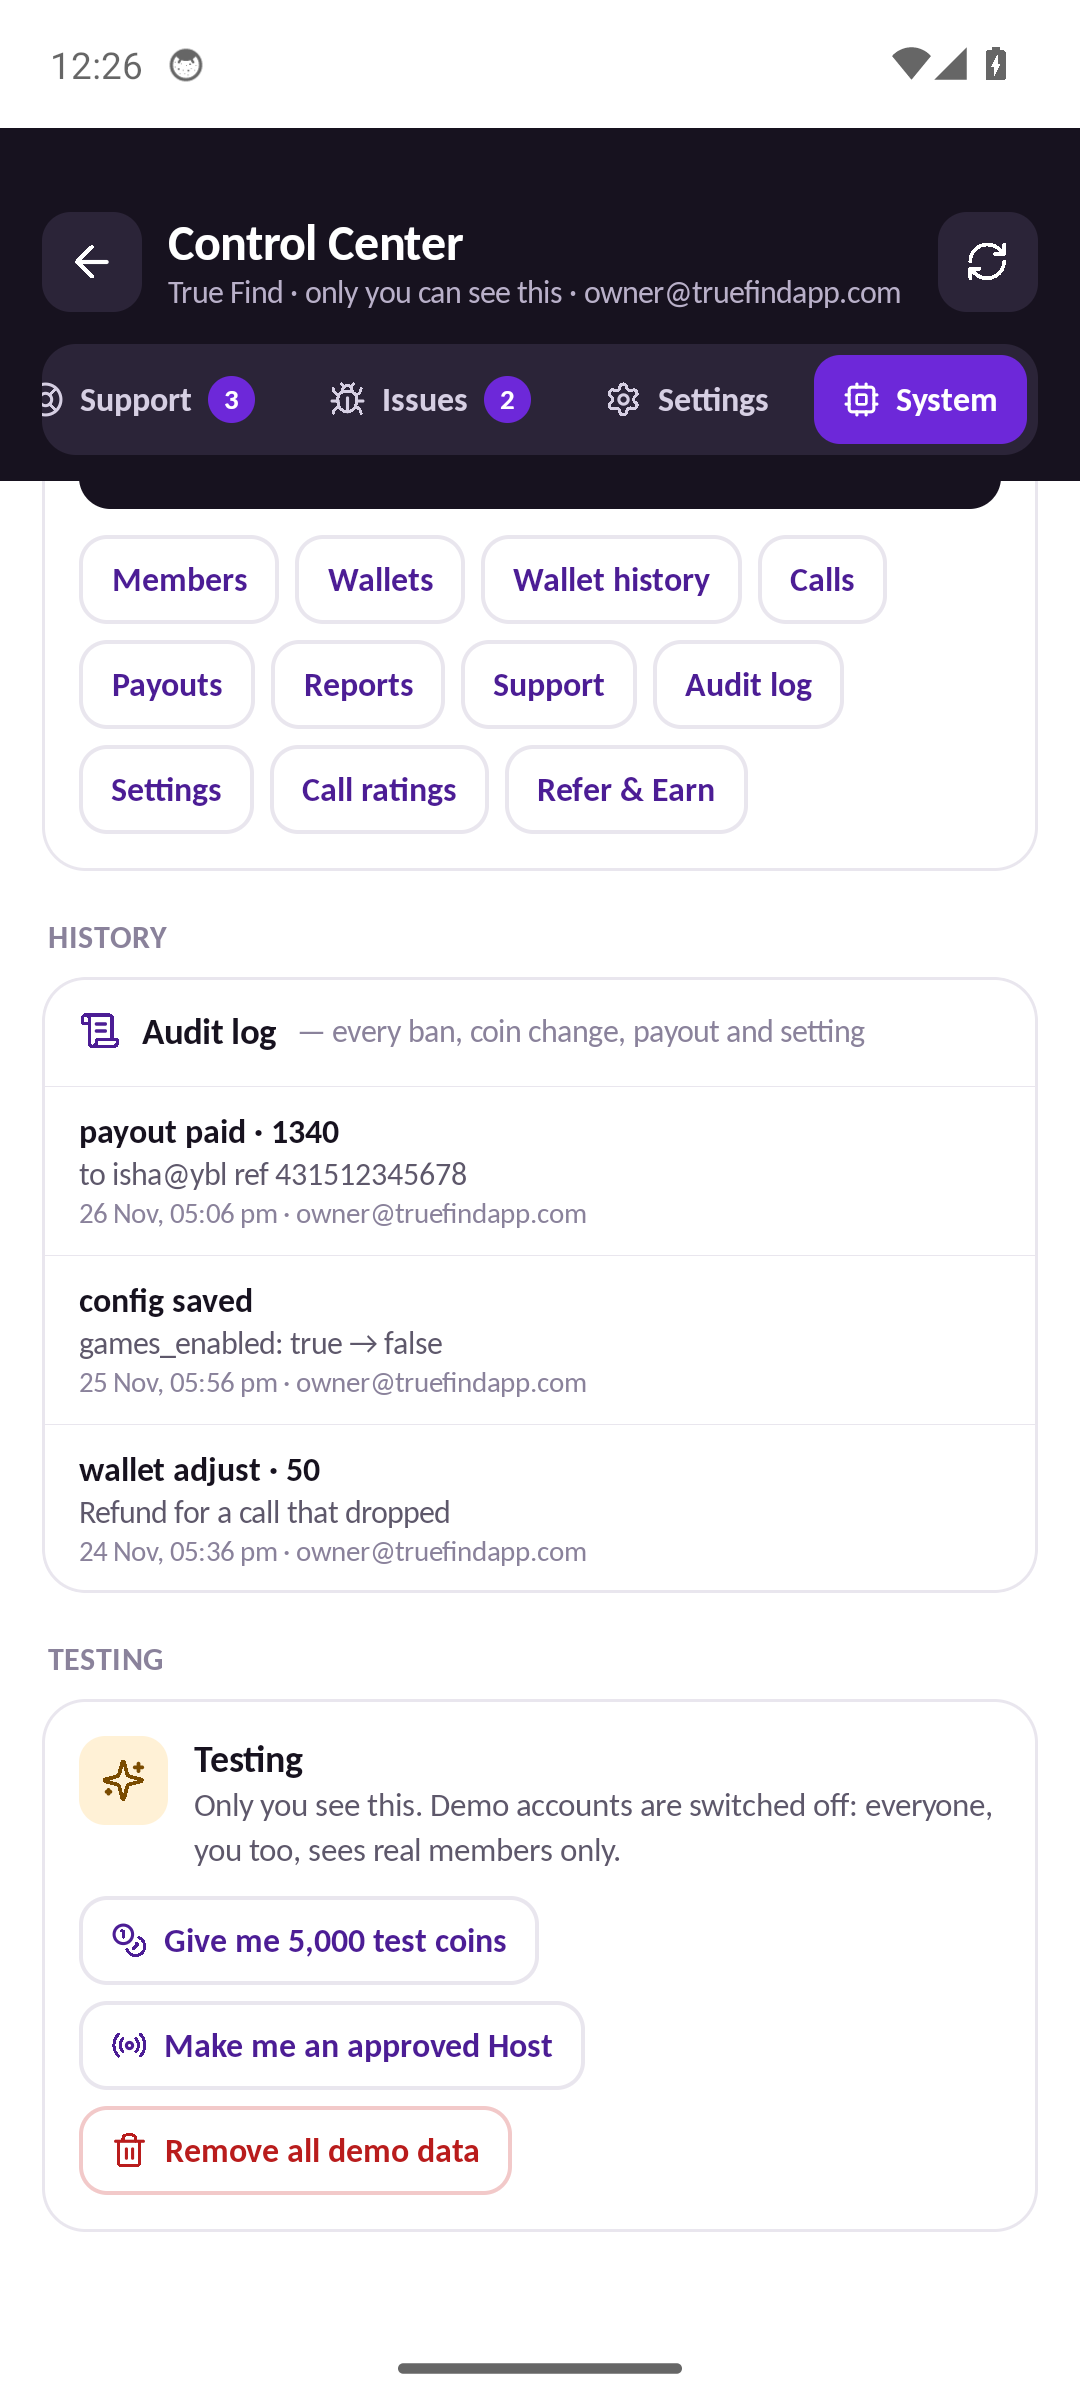 12:26
Control Center
True Find · only you can see this · owner@truefindapp.com
Support 3 Issues 2 Settings System
Members Wallets Wallet history Calls
Payouts Reports Support Audit log
Settings Call ratings Refer & Earn
HISTORY
Audit log — every ban, coin change, payout and setting
payout paid · 1340
to isha@ybl ref 431512345678
26 Nov, 05:06 pm · owner@truefindapp.com
config saved
games_enabled: true → false
25 Nov, 05:56 pm · owner@truefindapp.com
wallet adjust · 50
Refund for a call that dropped
24 Nov, 05:36 pm · owner@truefindapp.com
TESTING
Testing
Only you see this. Demo accounts are switched off: everyone,
you too, sees real members only.
Give me 5,000 test coins
Make me an approved Host
Remove all demo data